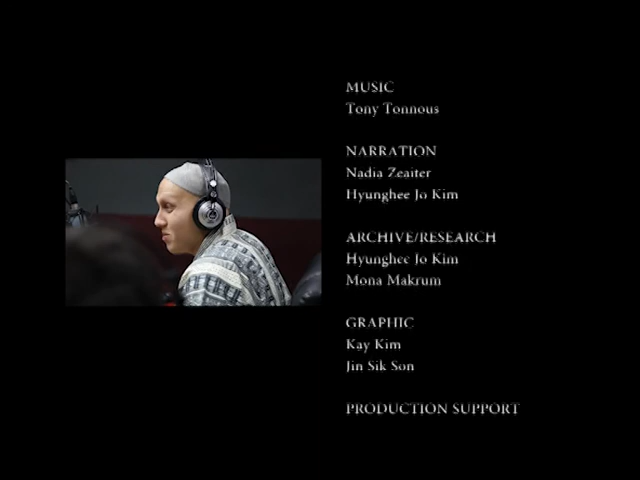 MUSIC
Tony Tonnous
NARRATION
Nadia Zeaiter
Hyunghee Jo Kim
ARCHIVE/RESEARCH
Hyunghee Jo Kim
Mona Makrum
GRAPHIC
Kay Kim
Jin Sik Son
PRODUCTION SUPPORT